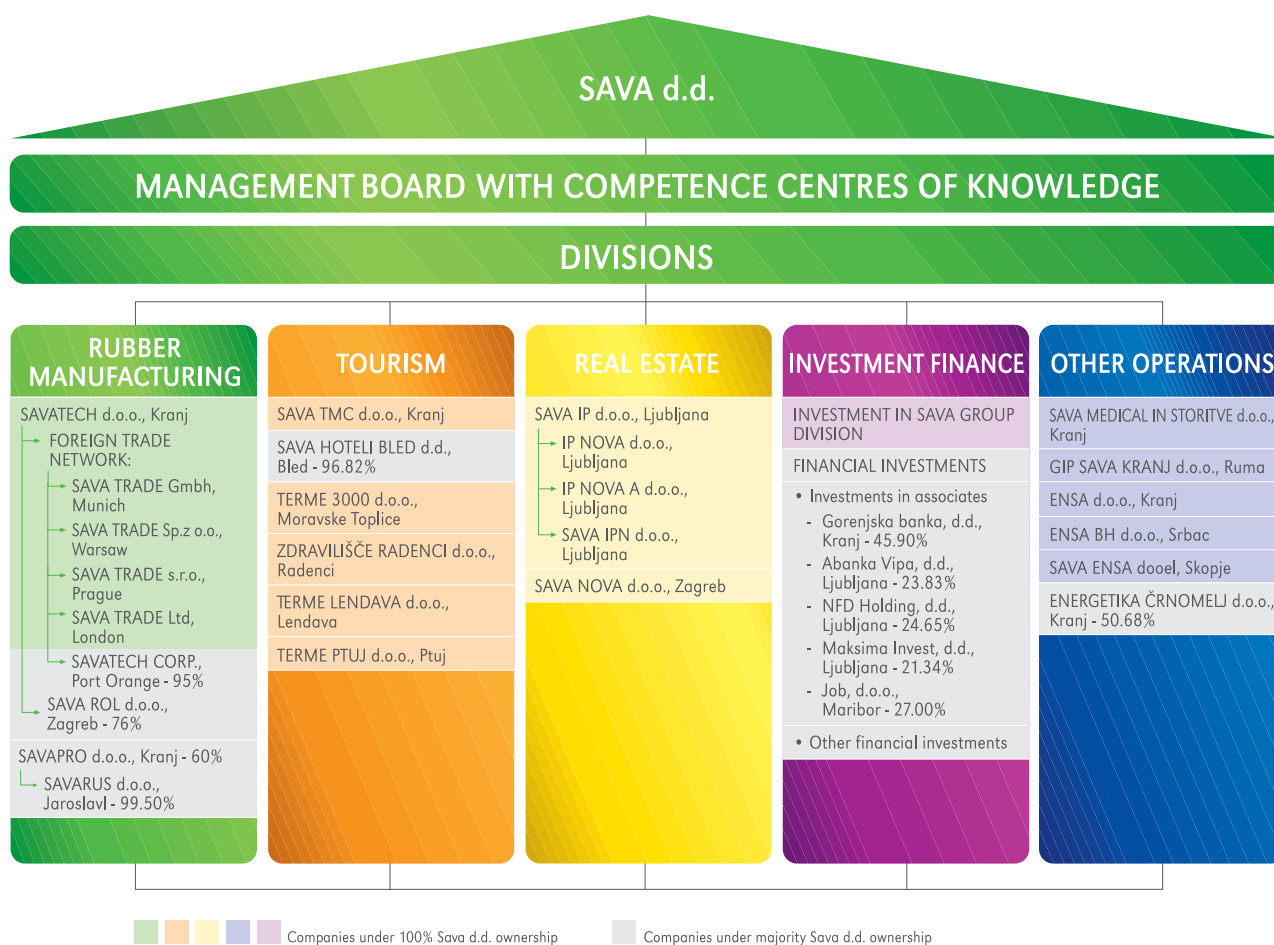 SAVA d.d.
MANAGEMENT BOARD WITH COMPETENCE CENTRES OF KNOWLEDGE
DIVISIONS
RUBBER
MANUFACTURING
SAVATECH d.o.o., Kranj
FOREIGN TRADE
NETWORK:
SAVA TRADE Gmbh,
Munich
SAVA TRADE Sp.z o.o.,
Warsaw
SAVA TRADE s.r.o.,
Prague
SAVA TRADE Ltd,
London
SAVATECH CORP.,
Port Orange - 95%
SAVA ROL d.o.o.,
Zagreb - 76%
SAVAPRO d.o.o., Kranj - 60%
SAVARUS d.o.o.,
Jaroslavl - 99.50%
TOURISM
SAVA TMC d.o.o., Kranj
SAVA HOTELI BLED d.d.,
Bled - 96.82%
TERME 3000 d.o.o.,
Moravske Toplice
ZDRAVILIŠČE RADENCI d.o.o.,
Radenci
TERME LENDAVA d.o.o.,
Lendava
TERME PTUJ d.o.o., Ptuj
REAL ESTATE
SAVA IP d.o.o., Ljubljana
IP NOVA d.o.o.,
Ljubljana
IP NOVA A d.o.o.,
Ljubljana
SAVA IPN d.o.o.,
Ljubljana
SAVA NOVA d.o.o., Zagreb
INVESTMENT FINANCE
INVESTMENT IN SAVA GROUP
DIVISION
FINANCIAL INVESTMENTS
• Investments in associates
- Gorenjska banka, d.d.,
Kranj - 45.90%
- Abanka Vipa, d.d.,
Ljubljana - 23.83%
- NFD Holding, d.d.,
Ljubljana - 24.65%
- Maksima Invest, d.d.,
Ljubljana - 21.34%
- Job, d.o.o.,
Maribor - 27.00%
• Other financial investments
OTHER OPERATIONS
SAVA MEDICAL IN STORITVE d.o.o.,
Kranj
GIP SAVA KRANJ d.o.o., Ruma
ENSA d.o.o., Kranj
ENSA BH d.o.o., Srbac
SAVA ENSA dooel, Skopje
ENERGETIKA ČRNOMELJ d.o.o.,
Kranj - 50.68%
Companies under 100% Sava d.d. ownership
Companies under majority Sava d.d. ownership